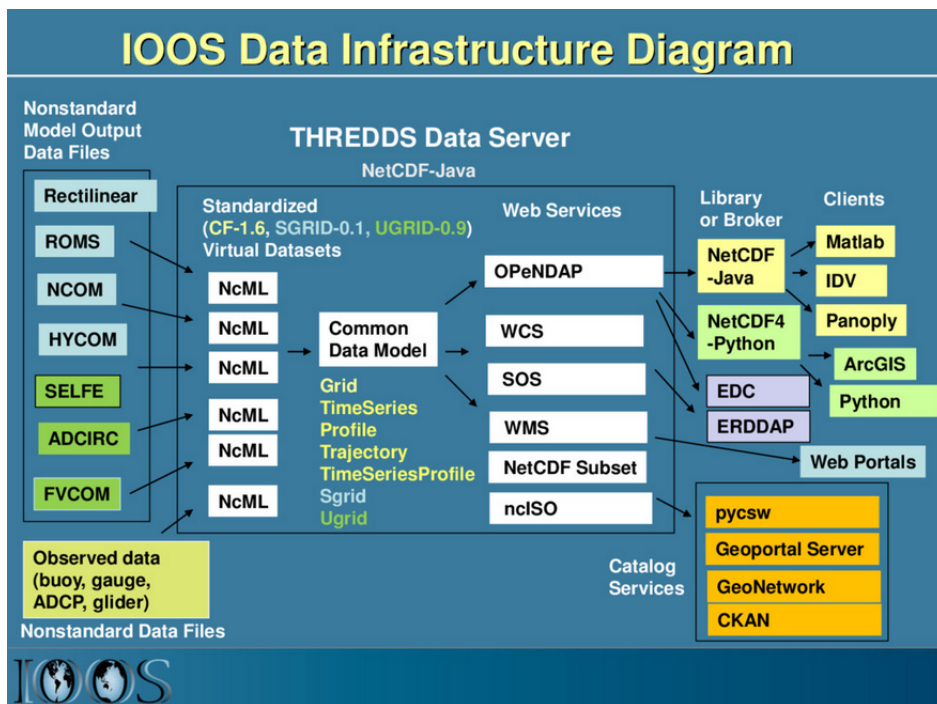 IOOS Data Infrastructure Diagram
Nonstandard
Model Output
Data Files
Rectilinear
ROMS
NCOM
HYCOM
SELFE
ADCIRC
FVCOM
Observed data
(buoy, gauge,
ADCP, glider)
Nonstandard Data Files
THREDDS Data Server
NetCDF-Java
Standardized
(CF-1.6, SGRID-0.1, UGRID-0.9)
Virtual Datasets
NcML
NcML
NcML
NcML
NcML
NcML
Common
Data Model
Grid
TimeSeries
Profile
Trajectory
TimeSeriesProfile
Sgrid
Ugrid
Web Services
OPeNDAP
WCS
SOS
WMS
NetCDF Subset
ncISO
Library
or Broker
NetCDF
-Java
NetCDF4
-Python
EDC
ERDDAP
Clients
Matlab
IDV
Panoply
ArcGIS
Python
Web Portals
Catalog
Services
pycsw
Geoportal Server
GeoNetwork
CKAN
IOOS